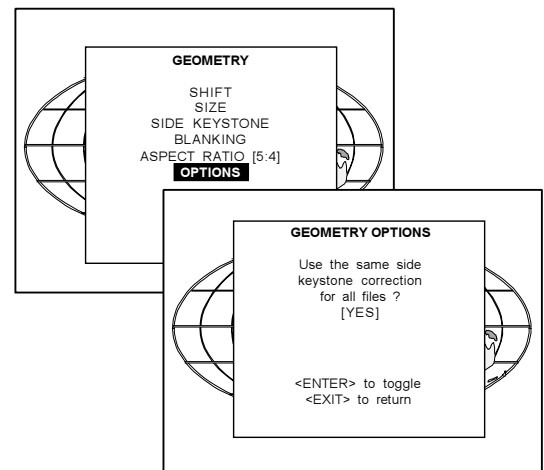 GEOMETRY
SHIFT
SIZE
SIDE KEYSTONE
BLANKING
ASPECT RATIO [5:4]
OPTIONS
GEOMETRY OPTIONS
Use the same side
keystone correction
for all files ?
[YES]
<ENTER> to toggle
<EXIT> to return